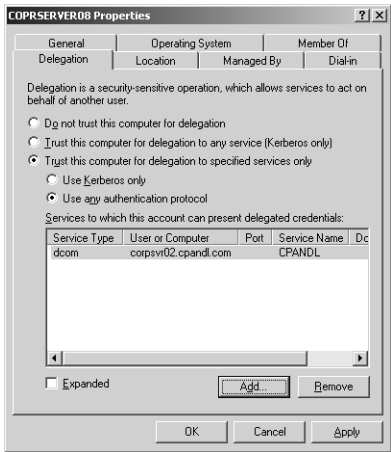 COPRSERVER08 Properties
General Operating System Member Of
Delegation Location Managed By Dial-in
Delegation is a security-sensitive operation, which allows services to act on
behalf of another user.
Do not trust this computer for delegation
Trust this computer for delegation to any service (Kerberos only)
Trust this computer for delegation to specified services only
Use Kerberos only
Use any authentication protocol
Services to which this account can present delegated credentials:
Service Type User or Computer Port Service Name Dc
dcom corpsvr02.cpandl.com CPANDL
Expanded Add... Remove
OK Cancel Apply